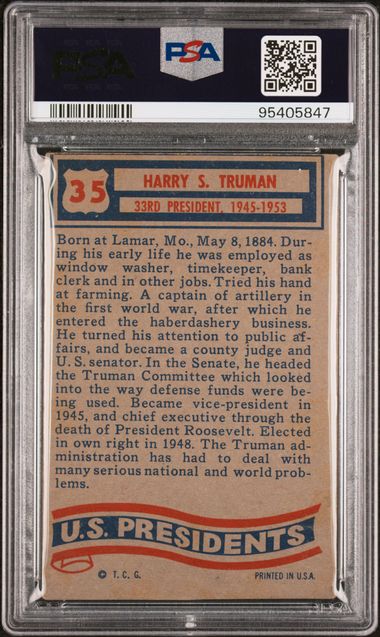 PSA
PSA
95405847
35
HARRY S. TRUMAN
33RD PRESIDENT, 1945-1953
Born at Lamar, Mo., May 8, 1884. Dur-
ing his early life he was employed as
window washer, timekeeper, bank
clerk and in other jobs. Tried his hand
at farming. A captain of artillery in
the first world war, after which he
entered the haberdashery business.
He turned his attention to public af-
fairs, and became a county judge and
U.S. senator. In the Senate, he headed
the Truman Committee which looked
into the way defense funds were be-
ing used. Became vice-president in
1945, and chief executive through the
death of President Roosevelt. Elected
in own right in 1948. The Truman ad-
ministration has had to deal with
many serious national and world prob-
lems.
U.S. PRESIDENTS
© T. C. G.
PRINTED IN U.S.A.